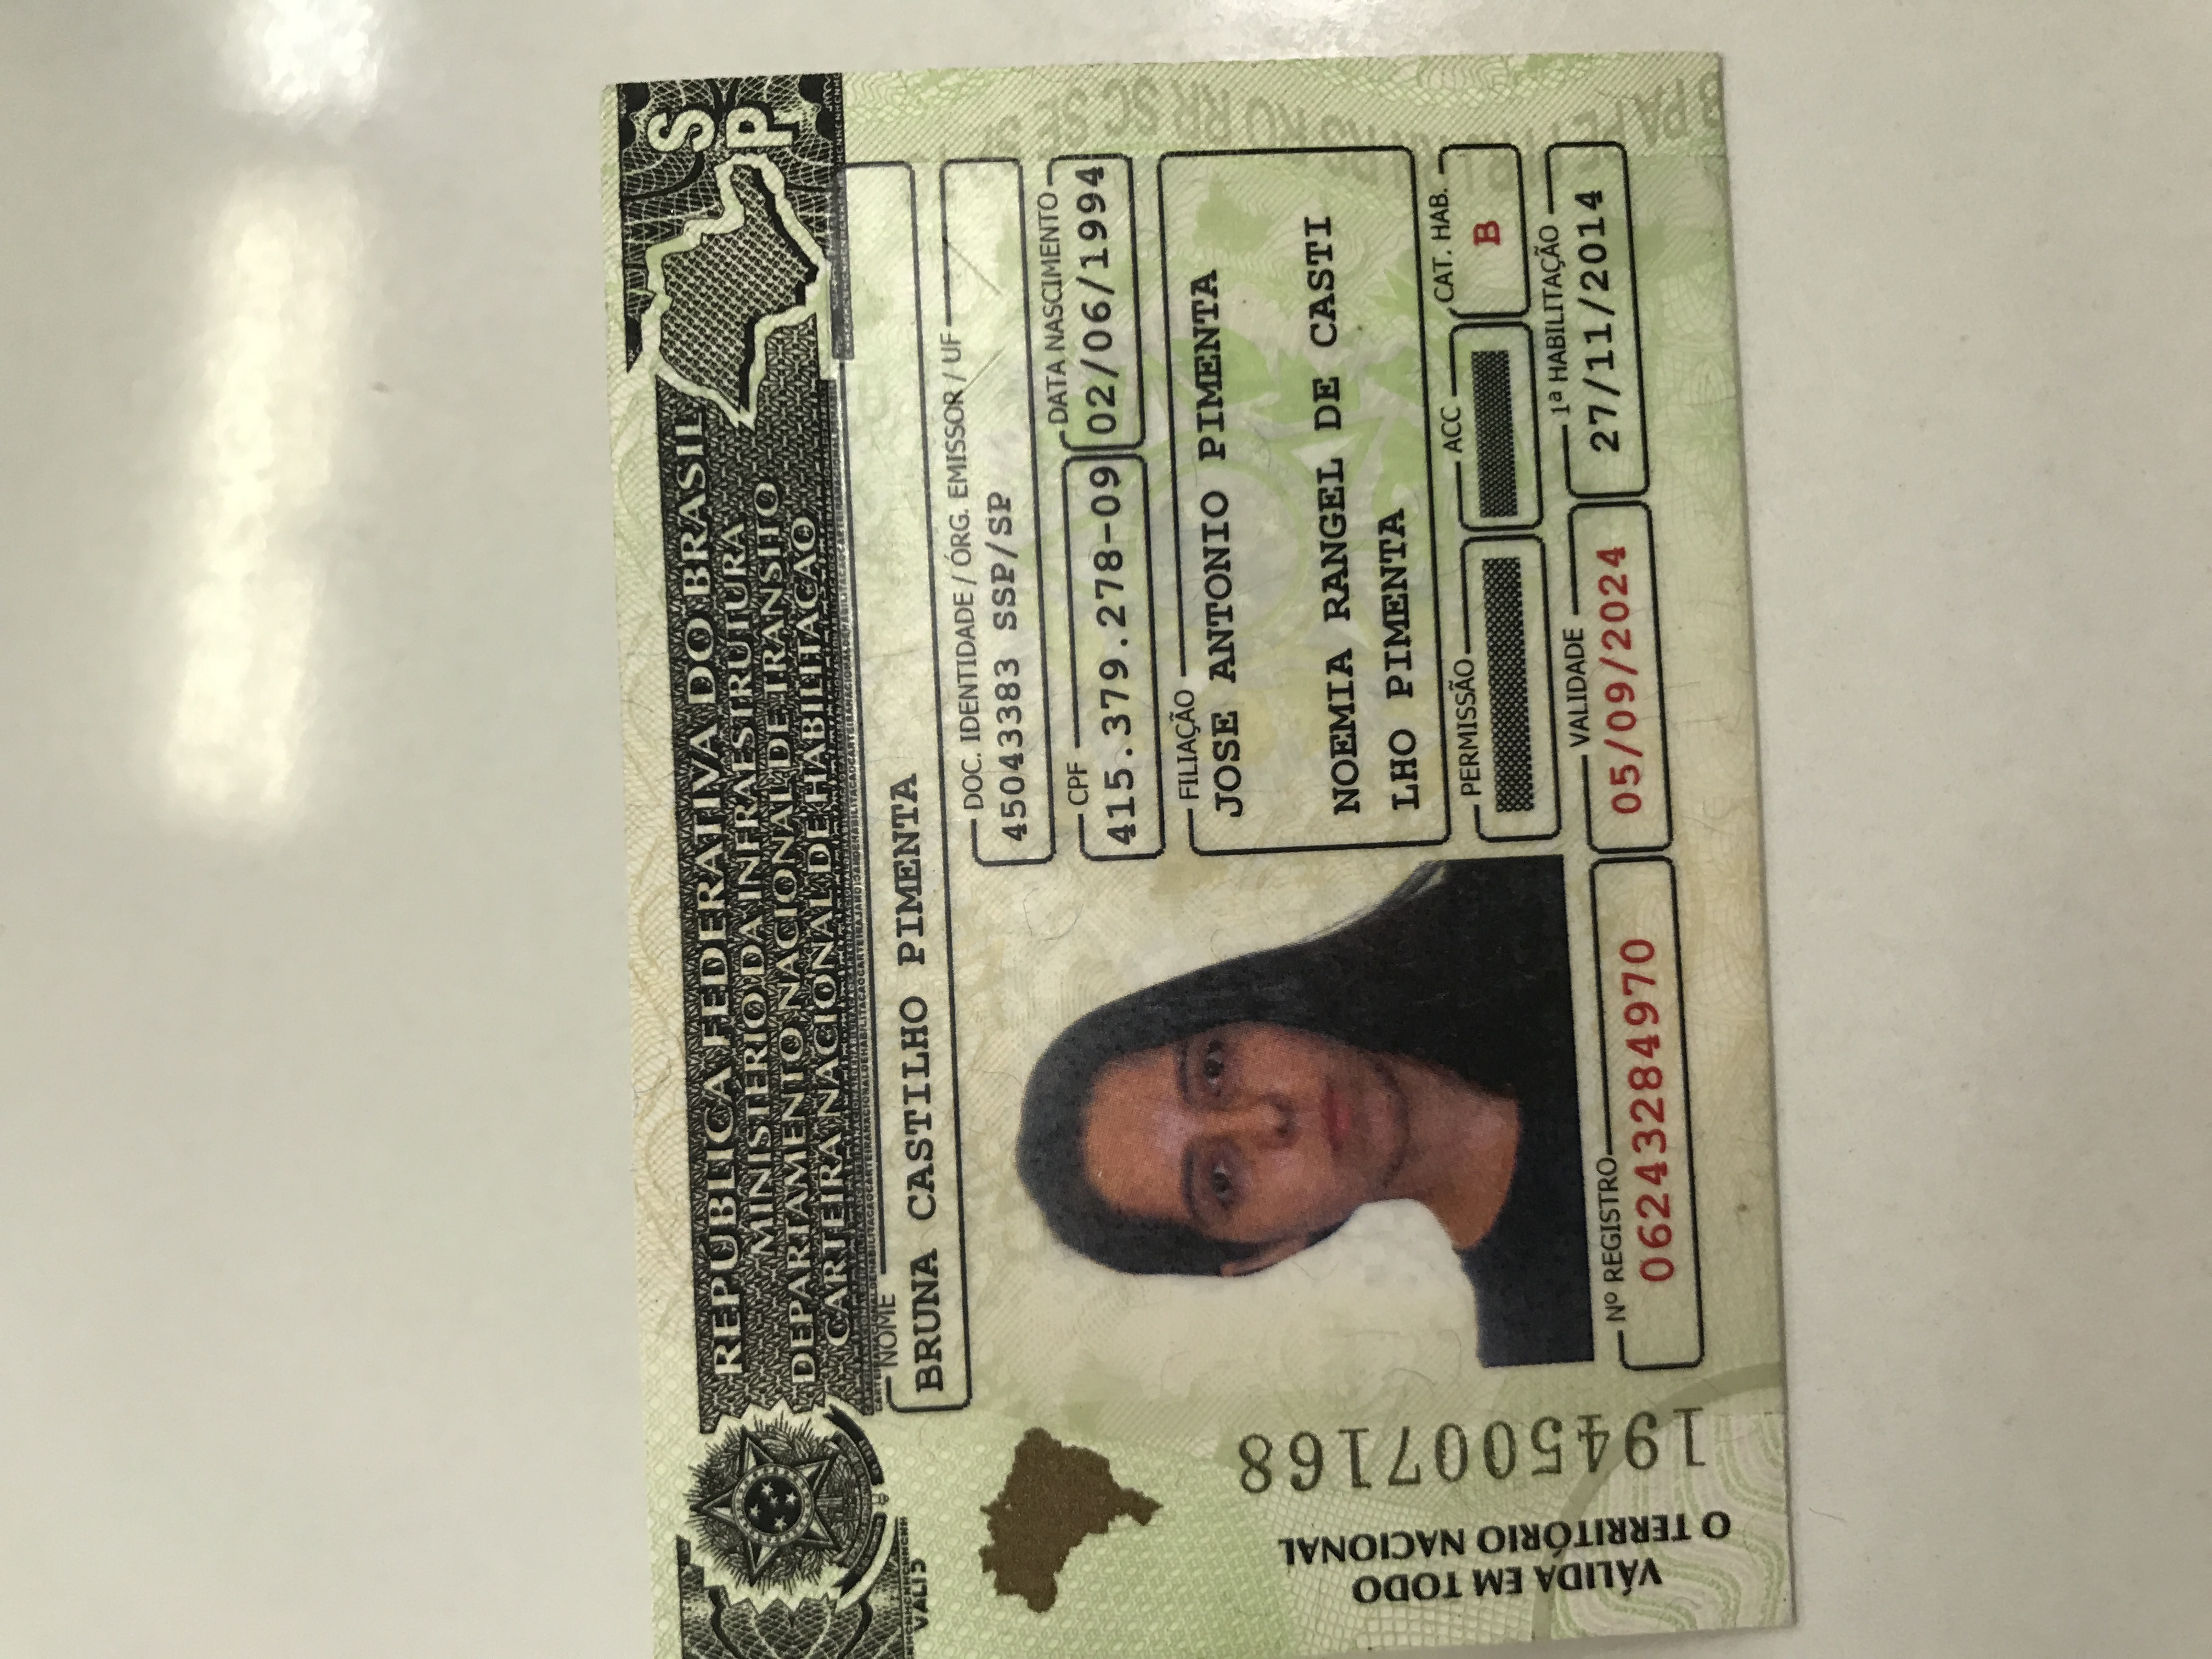 REPÚBLICA FEDERATIVA DO BRASIL
MINISTÉRIO DA INFRAESTRUTURA
DEPARTAMENTO NACIONAL DE TRÂNSITO
CARTEIRA NACIONAL DE HABILITAÇÃO
SP
NOME
BRUNA CASTILHO PIMENTA
DOC. IDENTIDADE / ÓRG. EMISSOR / UF
45043383 SSP/SP
CPF
415.379.278-09
DATA NASCIMENTO
02/06/1994
FILIAÇÃO
JOSE ANTONIO PIMENTA
NOEMIA RANGEL DE CASTI
LHO PIMENTA
PERMISSÃO
ACC
CAT. HAB.
B
Nº REGISTRO
06243284970
VALIDADE
05/09/2024
1ª HABILITAÇÃO
27/11/2014
VÁLIDA EM TODO
O TERRITÓRIO NACIONAL
1945007168